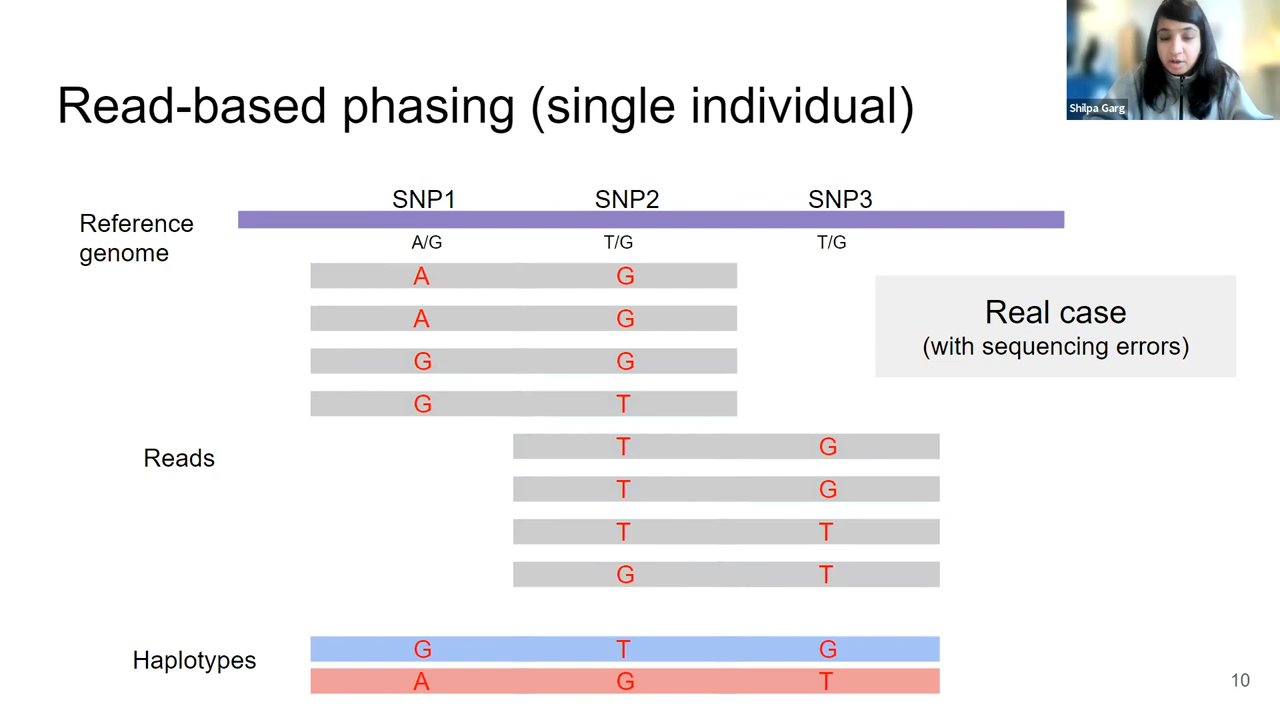 Shilpa Garg
Read-based phasing (single individual)
SNP1 SNP2 SNP3
Reference
genome
A/G T/G T/G
A G
A G
G G
G T
Real case
(with sequencing errors)
Reads
T G
T G
T T
G T
Haplotypes
G T G
A G T
10